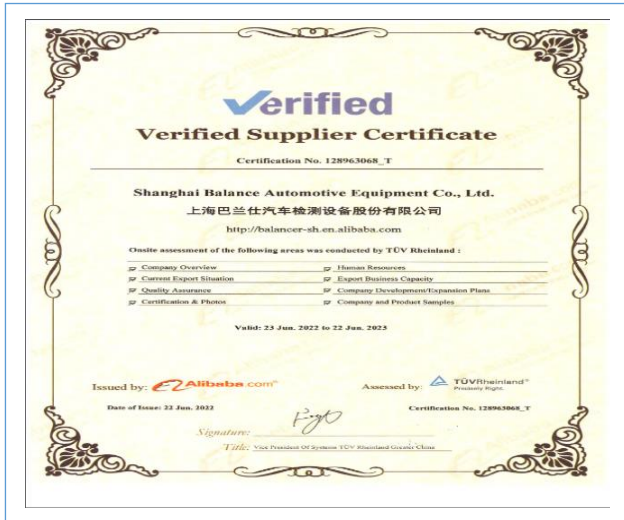 Verified
Verified Supplier Certificate
Certification No. 128963068_T
Shanghai Balance Automotive Equipment Co., Ltd.
上海巴兰仕汽车检测设备股份有限公司
http://balancer-sh.en.alibaba.com
Onsite assessment of the following areas was conducted by TÜV Rheinland :
Company Overview Human Resources
Current Export Situation Export Business Capacity
Quality Assurance Company Development/Expansion Plans
Certification & Photos Company and Product Samples
Valid: 23 Jun. 2022 to 22 Jun. 2023
Issued by: Alibaba.com® Assessed by: TÜVRheinland®
Precisely Right.
Date of Issue: 22 Jun. 2022 Certification No. 128963068_T
Signature:
Title: Vice President Of Systems TÜV Rheinland Greater China